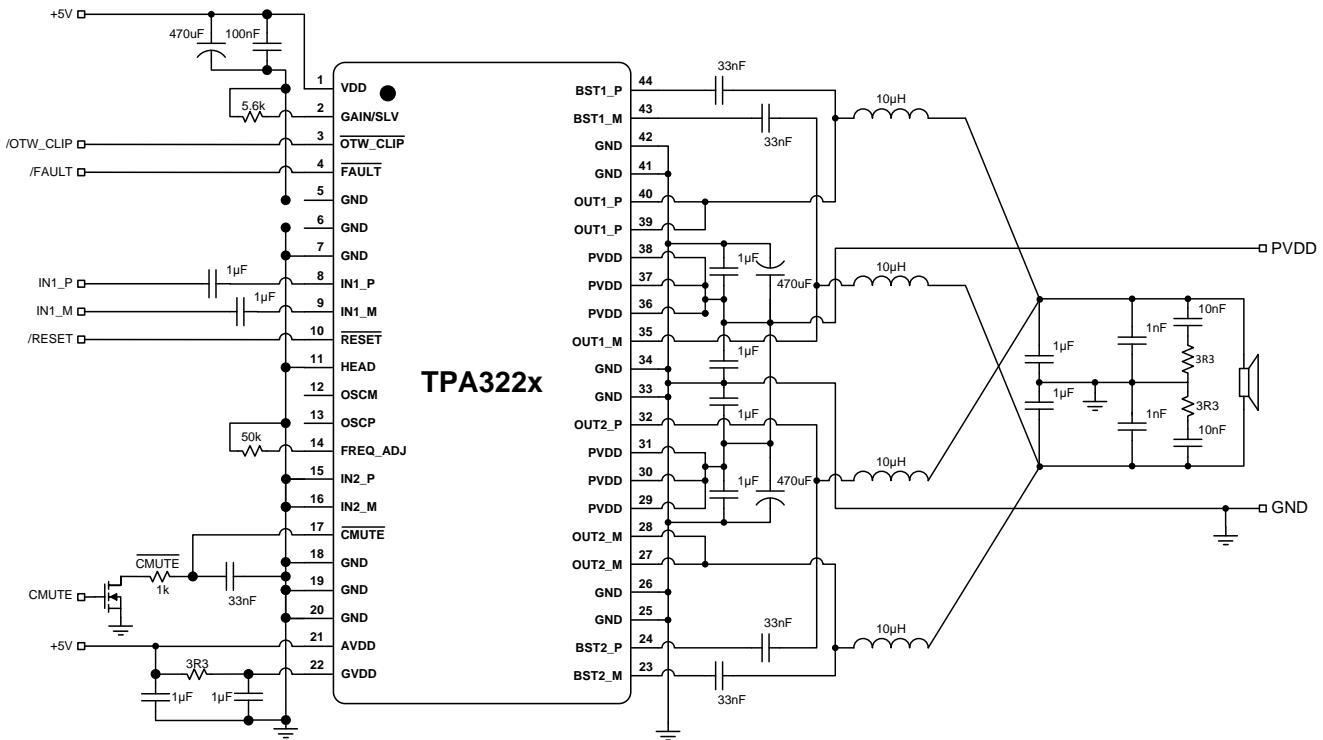 +5V
470uF
100nF
1 VDD
5.6k
2 GAIN/SLV
/OTW_CLIP
3 OTW_CLIP
/FAULT
4 FAULT
5 GND
6 GND
7 GND
IN1_P
1µF
8 IN1_P
IN1_M
1µF
9 IN1_M
/RESET
10 RESET
11 HEAD
12 OSCM
13 OSCP
50k
14 FREQ_ADJ
15 IN2_P
16 IN2_M
17 CMUTE
18 GND
CMUTE
1k
33nF
CMUTE
19 GND
20 GND
+5V
21 AVDD
3R3
22 GVDD
1µF
1µF
TPA322x
BST1_P 44
33nF
BST1_M 43
33nF
GND 42
GND 41
OUT1_P 40
OUT1_P 39
PVDD 38
PVDD 37
PVDD 36
OUT1_M 35
GND 34
GND 33
OUT2_P 32
PVDD 31
PVDD 30
PVDD 29
OUT2_M 28
OUT2_M 27
GND 26
GND 25
BST2_P 24
33nF
BST2_M 23
33nF
1µF
470uF
1µF
1µF
1µF
470uF
10µH
10µH
10µH
10µH
PVDD
1µF
1µF
1nF
1nF
10nF
3R3
3R3
10nF
GND